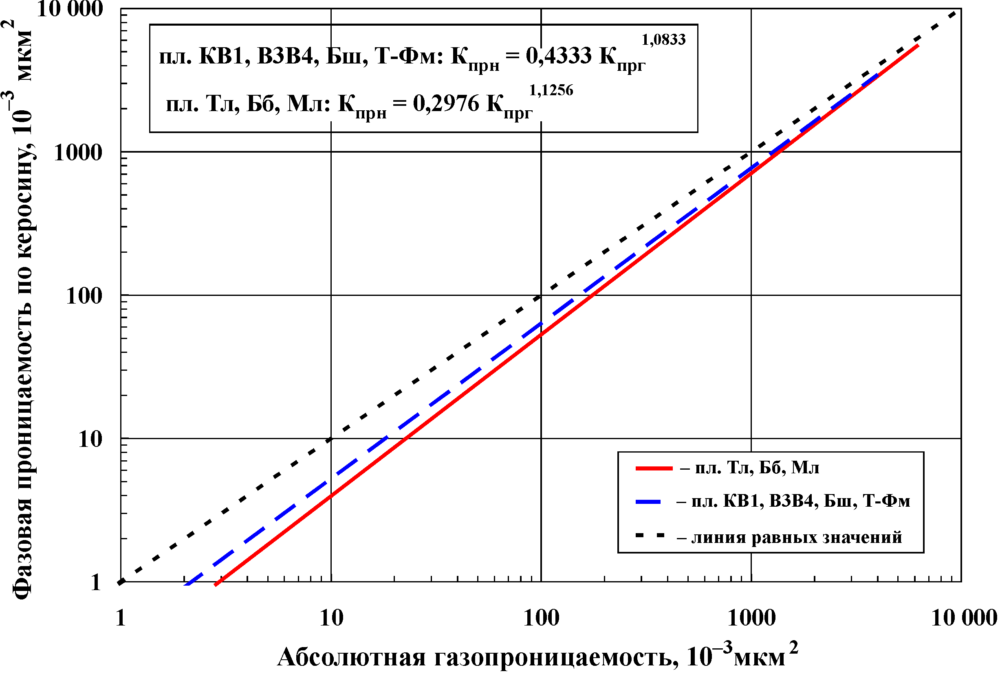 Фазовая проницаемость по керосину, 10⁻³ мкм²
10 000
1000
100
10
1
пл. КВ1, В3В4, Бш, Т-Фм: Кпрн = 0,4333 Кпрг^1,0833
пл. Тл, Бб, Мл: Кпрн = 0,2976 Кпрг^1,1256
– пл. Тл, Бб, Мл
– пл. КВ1, В3В4, Бш, Т-Фм
– линия равных значений
1 10 100 1000 10 000
Абсолютная газопроницаемость, 10⁻³мкм²